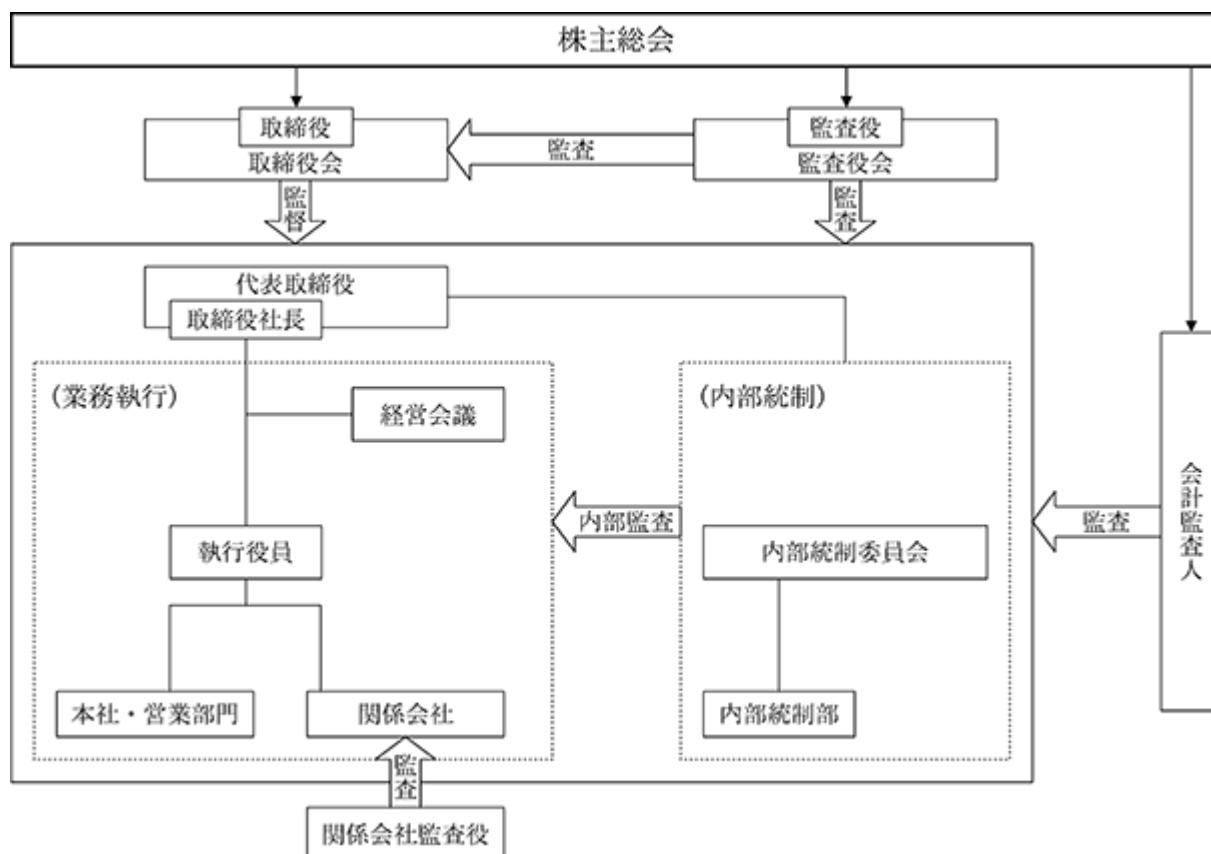 株主総会
取締役
取締役会
監査
監査役
監査役会
監督
監査
代表取締役
取締役社長
(業務執行)
経営会議
(内部統制)
内部監査
執行役員
内部統制委員会
監査
会計監査人
本社・営業部門
関係会社
内部統制部
監査
関係会社監査役